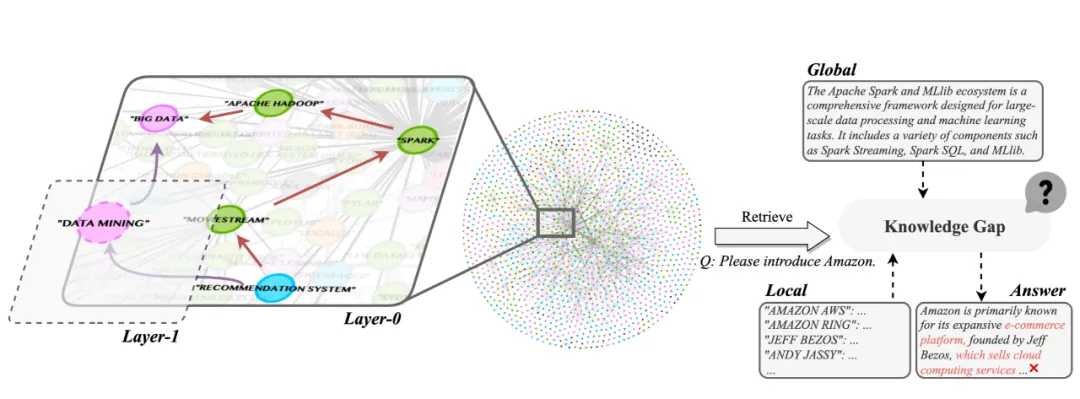 "APACHE HADOOP"
"BIG DATA"
"SPARK"
"DATA MINING"
"MOVIESTREAM"
"RECOMMENDATION SYSTEM"
Layer-0
Layer-1
Retrieve
Q: Please introduce Amazon.
Global
The Apache Spark and MLlib ecosystem is a
comprehensive framework designed for large-
scale data processing and machine learning
tasks. It includes a variety of components such
as Spark Streaming, Spark SQL, and MLlib.
?
Knowledge Gap
Local
"AMAZON AWS": ...
"AMAZON RING": ...
"JEFF BEZOS": ...
"ANDY JASSY": ...
...
Answer
Amazon is primarily known
for its expansive e-commerce
platform, founded by Jeff
Bezos, which sells cloud
computing services ...